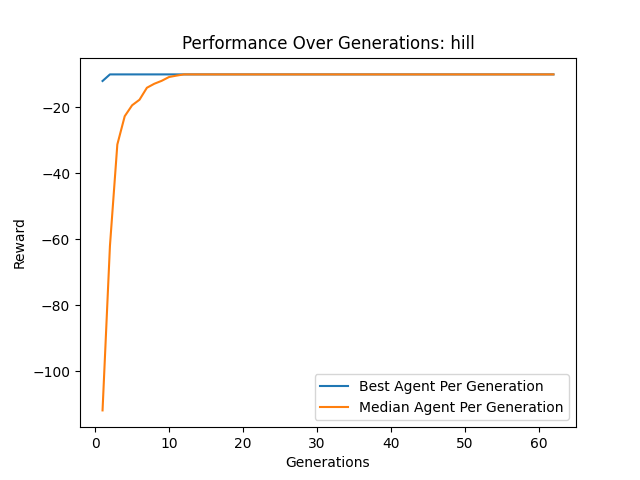 Performance Over Generations: hill
−20
−40
−60
−80
−100
Reward
0 10 20 30 40 50 60
Generations
Best Agent Per Generation
Median Agent Per Generation